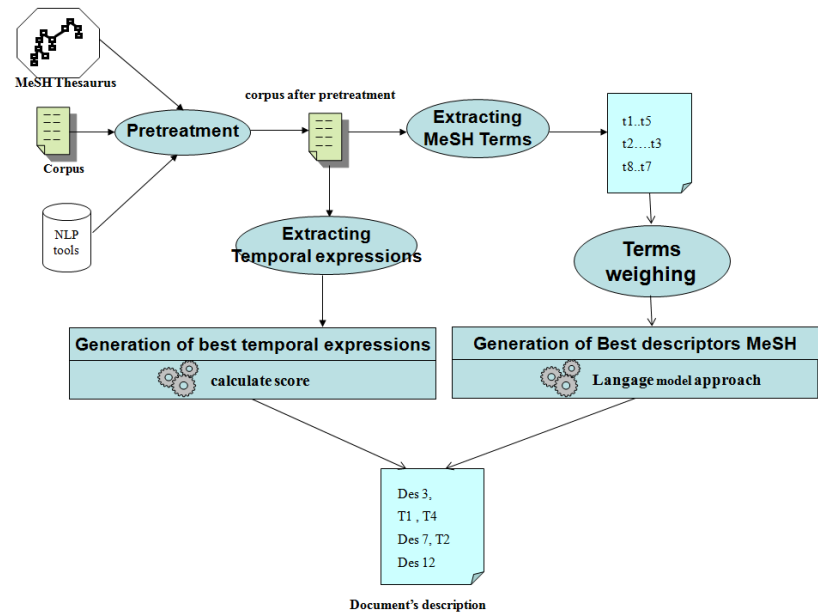 MeSH Thesaurus
corpus after pretreatment
Pretreatment
Extracting
MeSH Terms
t1..t5
t2....t3
t8..t7
Corpus
NLP
tools
Extracting
Temporal expressions
Terms
weighing
Generation of best temporal expressions
calculate score
Generation of Best descriptors MeSH
Langage model approach
Des 3,
T1 , T4
Des 7, T2
Des 12
Document's description